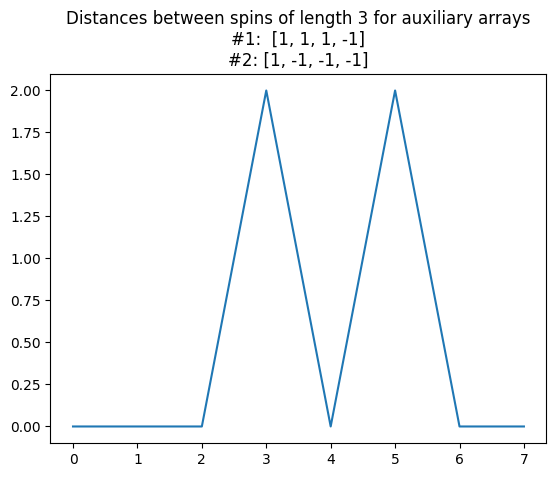 Distances between spins of length 3 for auxiliary arrays
#1:  [1, 1, 1, -1]
#2: [1, -1, -1, -1]
2.00
1.75
1.50
1.25
1.00
0.75
0.50
0.25
0.00
0 1 2 3 4 5 6 7